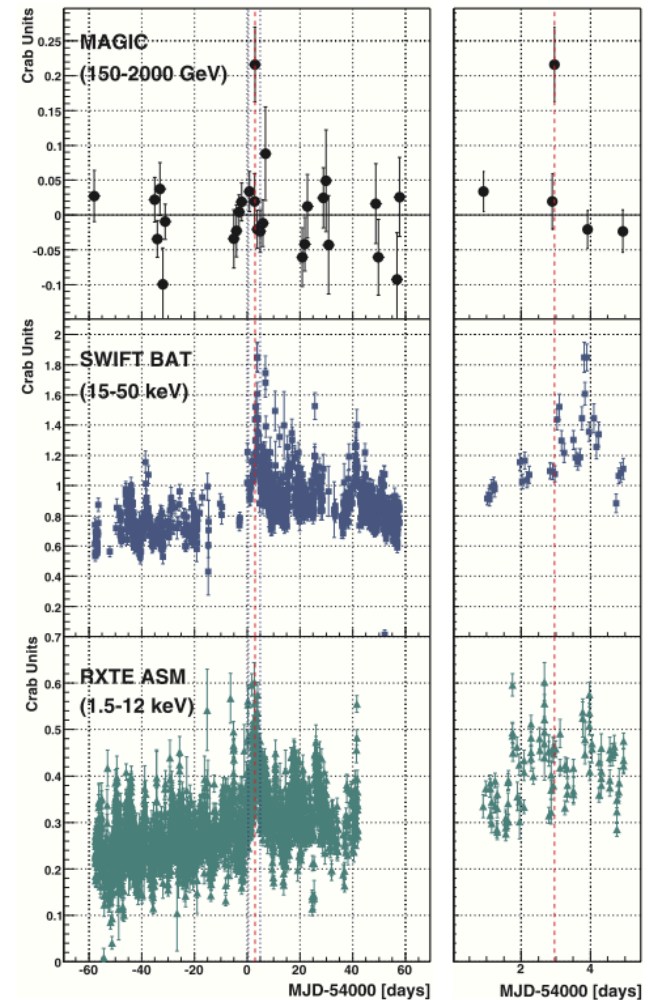 Crab Units
MAGIC
(150-2000 GeV)
0.25
0.2
0.15
0.1
0.05
0
-0.05
-0.1
Crab Units
SWIFT BAT
(15-50 keV)
2
1.8
1.6
1.4
1.2
1
0.8
0.6
0.4
0.2
Crab Units
RXTE ASM
(1.5-12 keV)
0.7
0.6
0.5
0.4
0.3
0.2
0.1
0
-60 -40 -20 0 20 40 60
MJD-54000 [days]
2 4
MJD-54000 [days]